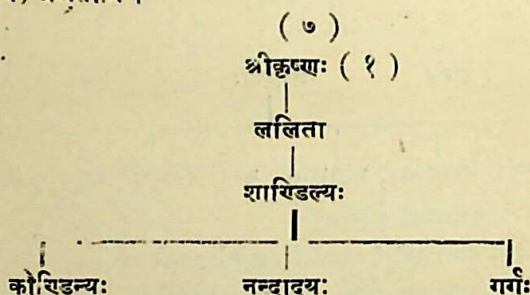 ( ७ )
श्रीकृष्णः ( १ )
ललिता
शाण्डिल्यः
कौण्डिन्यः नन्दादयः गर्गः